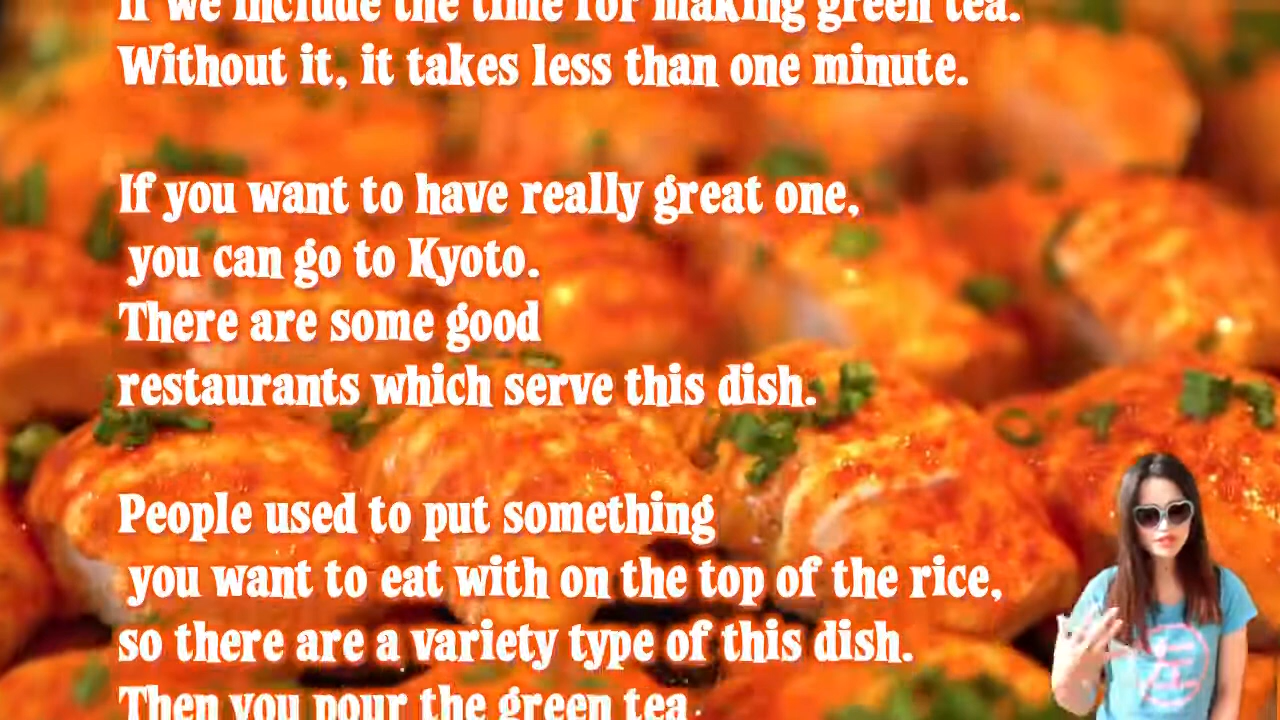 If we include the time for making green tea.
Without it, it takes less than one minute.
If you want to have really great one,
you can go to Kyoto.
There are some good
restaurants which serve this dish.
People used to put something
you want to eat with on the top of the rice,
so there are a variety type of this dish.
Then you pour the green tea